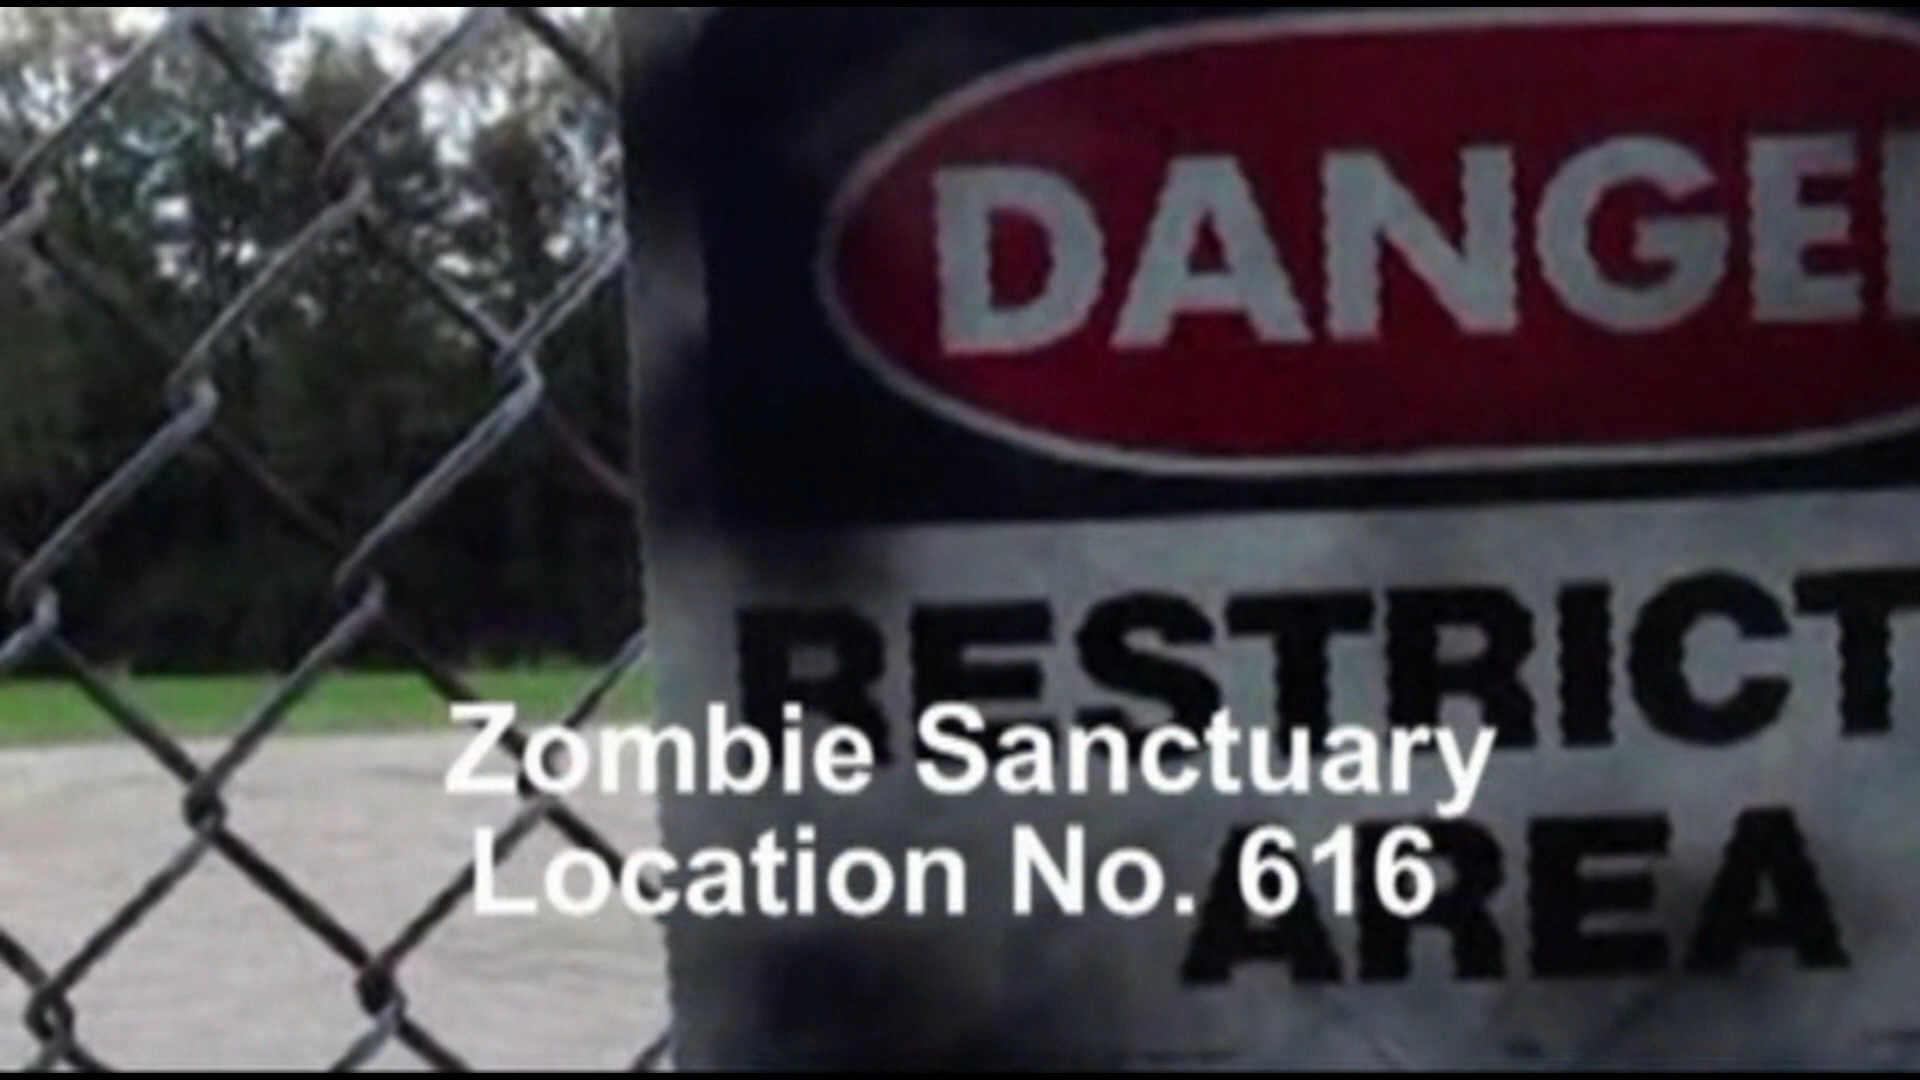 DANGE
RESTRICT
AREA
Zombie Sanctuary
Location No. 616